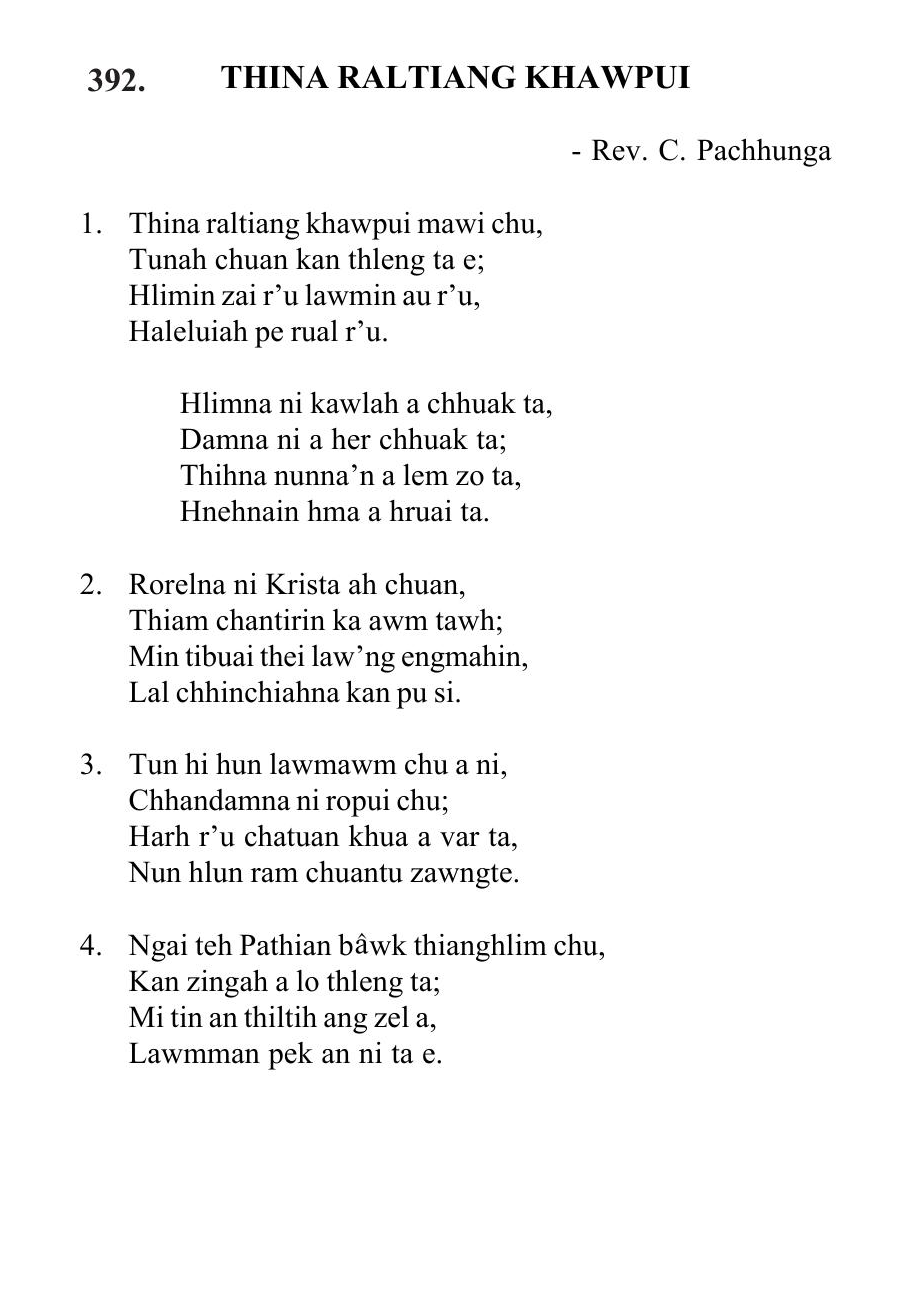 392. THINA RALTIANG KHAWPUI
- Rev. C. Pachhunga
1. Thina raltiang khawpui mawi chu,
Tunah chuan kan thleng ta e;
Hlimin zai r’u lawmin au r’u,
Haleluiah pe rual r’u.
Hlimna ni kawlah a chhuak ta,
Damna ni a her chhuak ta;
Thihna nunna’n a lem zo ta,
Hnehnain hma a hruai ta.
2. Rorelna ni Krista ah chuan,
Thiam chantirin ka awm tawh;
Min tibuai thei law’ng engmahin,
Lal chhinchiahna kan pu si.
3. Tun hi hun lawmawm chu a ni,
Chhandamna ni ropui chu;
Harh r’u chatuan khua a var ta,
Nun hlun ram chuantu zawngte.
4. Ngai teh Pathian bâwk thianghlim chu,
Kan zingah a lo thleng ta;
Mi tin an thiltih ang zel a,
Lawmman pek an ni ta e.